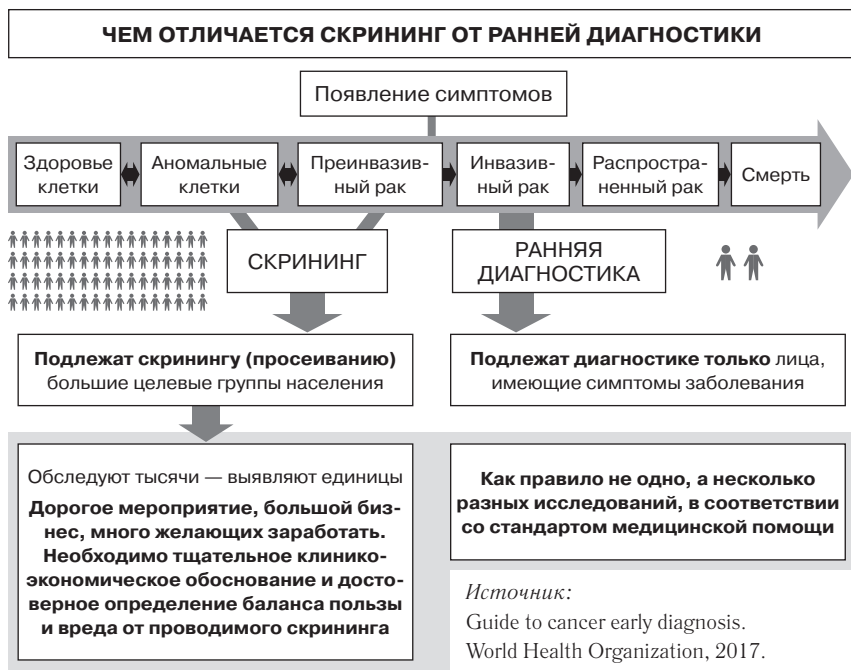 ЧЕМ ОТЛИЧАЕТСЯ СКРИНИНГ ОТ РАННЕЙ ДИАГНОСТИКИ
Появление симптомов
Здоровье
клетки
Аномальные
клетки
Преинвазив-
ный рак
Инвазив-
ный рак
Распростра-
ненный рак
Смерть
СКРИНИНГ
РАННЯЯ
ДИАГНОСТИКА
Подлежат скринингу (просеиванию)
большие целевые группы населения
Подлежат диагностике только лица,
имеющие симптомы заболевания
Обследуют тысячи — выявляют единицы
Дорогое мероприятие, большой биз-
нес, много желающих заработать.
Необходимо тщательное клинико-
экономическое обоснование и досто-
верное определение баланса пользы
и вреда от проводимого скрининга
Как правило не одно, а несколько
разных исследований, в соответствии
со стандартом медицинской помощи
Источник:
Guide to cancer early diagnosis.
World Health Organization, 2017.